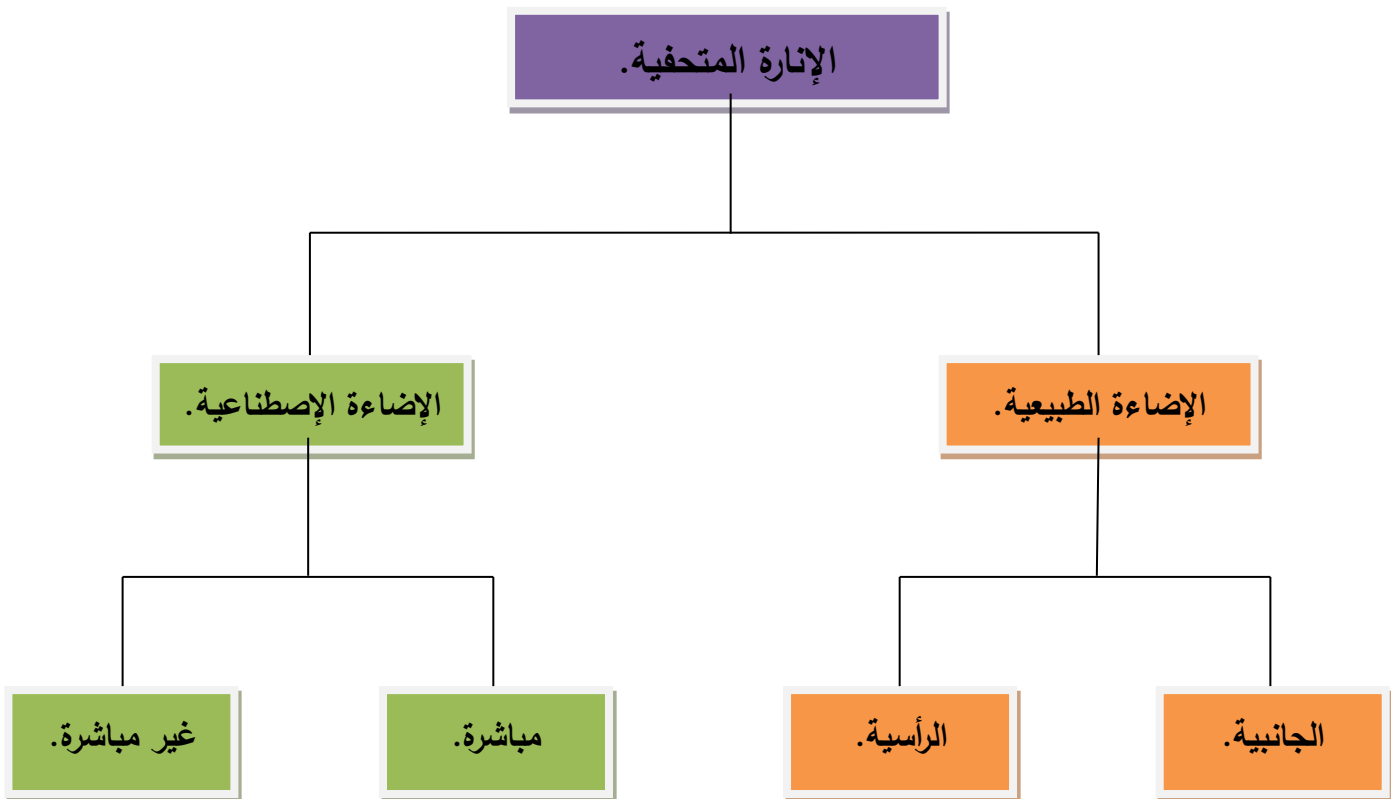 الإنارة المتحفية.
الإضاءة الطبيعية.
الإضاءة الإصطناعية.
الجانبية.
الرأسية.
مباشرة.
غير مباشرة.